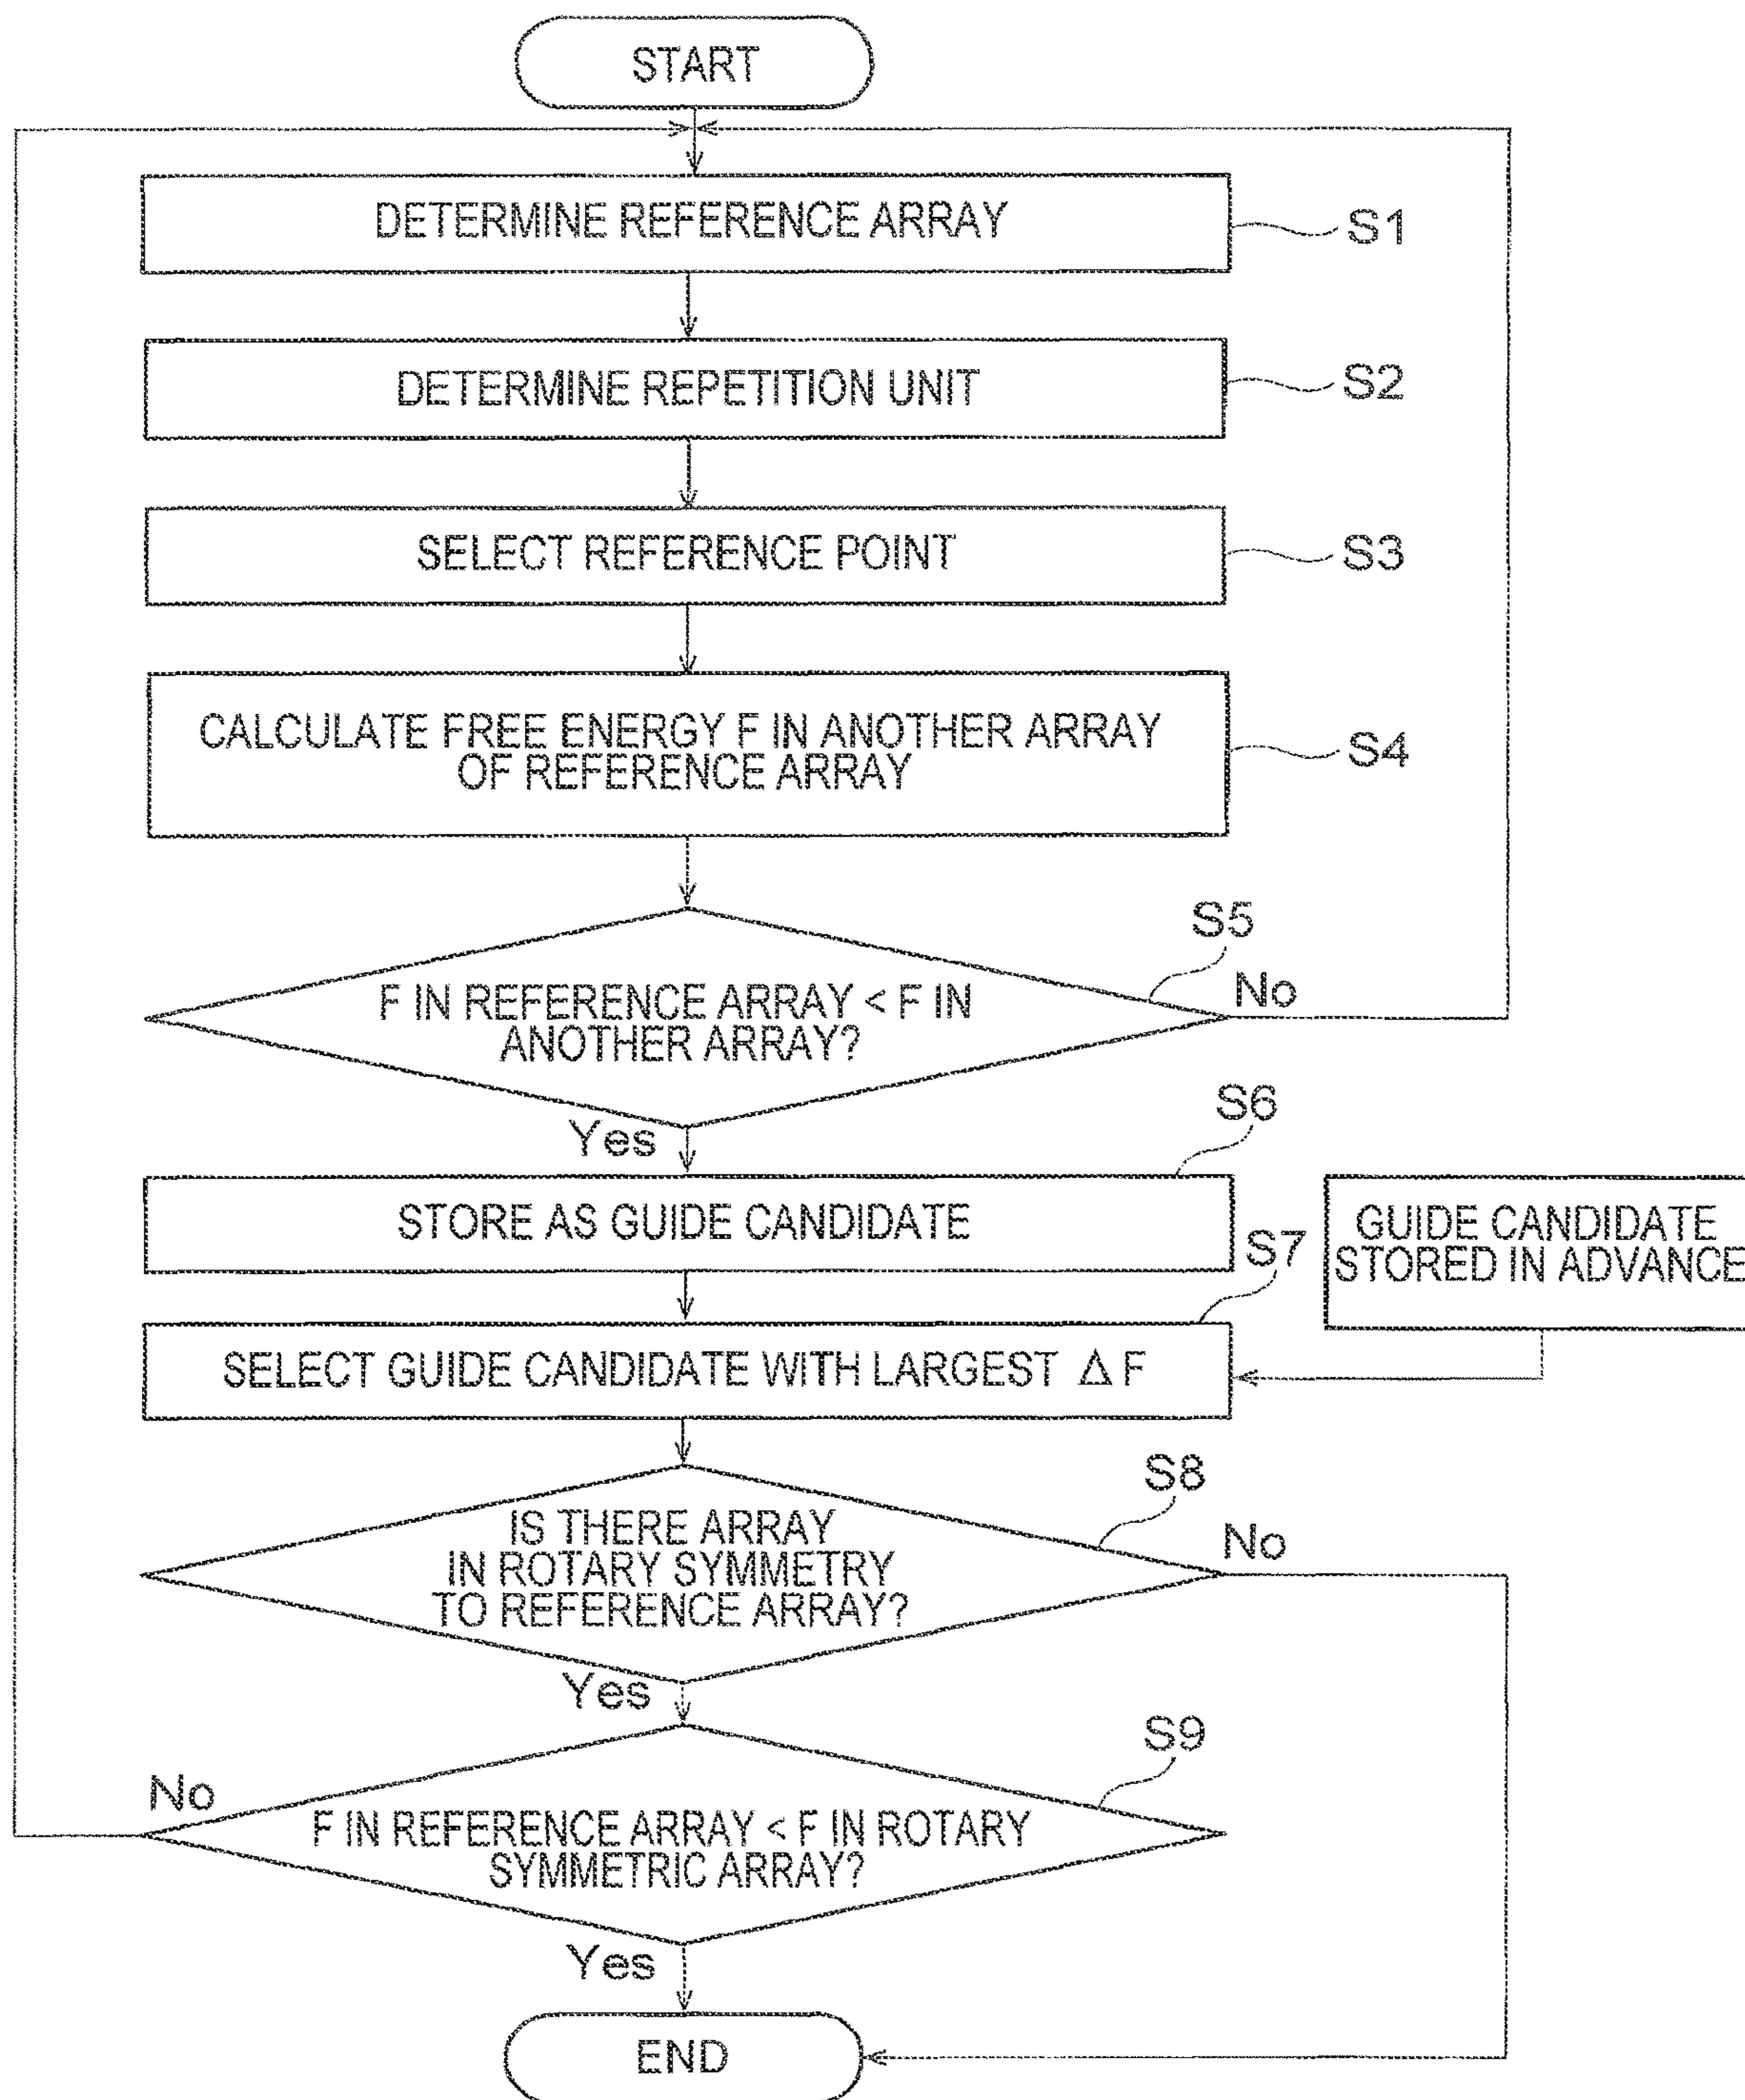 START
DETERMINE REFERENCE ARRAY
S1
DETERMINE REPETITION UNIT
S2
SELECT REFERENCE POINT
S3
CALCULATE FREE ENERGY F IN ANOTHER ARRAY
OF REFERENCE ARRAY
S4
S5
F IN REFERENCE ARRAY < F IN
ANOTHER ARRAY?
No
Yes
S6
STORE AS GUIDE CANDIDATE
GUIDE CANDIDATE
STORED IN ADVANCE
S7
SELECT GUIDE CANDIDATE WITH LARGEST Δ F
S8
IS THERE ARRAY
IN ROTARY SYMMETRY
TO REFERENCE ARRAY?
No
Yes
S9
No
F IN REFERENCE ARRAY < F IN ROTARY
SYMMETRIC ARRAY?
Yes
END